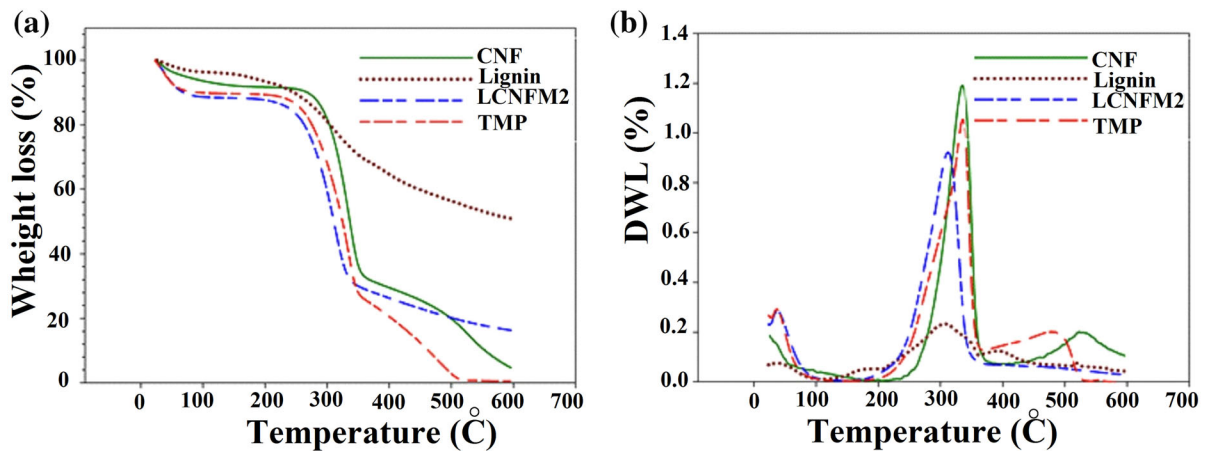 (a)
Wheight loss (%)
100
80
60
40
20
0
CNF
Lignin
LCNFM2
TMP
0 100 200 300 400 500 600 700
Temperature (C̊)
(b)
DWL (%)
1.4
1.2
1.0
0.8
0.6
0.4
0.2
0.0
CNF
Lignin
LCNFM2
TMP
0 100 200 300 400 500 600 700
Temperature (C̊)